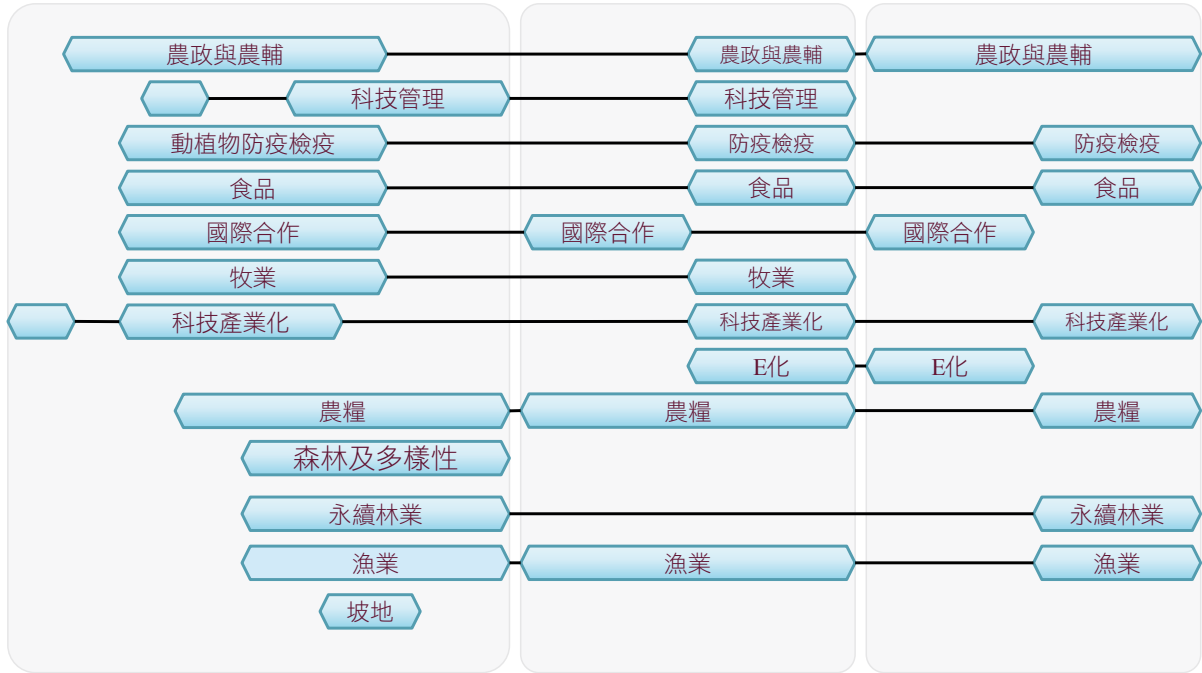 農政與農輔 農政與農輔 農政與農輔
科技管理 科技管理
動植物防疫檢疫 防疫檢疫 防疫檢疫
食品 食品 食品
國際合作 國際合作 國際合作
牧業 牧業
科技產業化 科技產業化 科技產業化
E化 E化
農糧 農糧 農糧
森林及多樣性
永續林業 永續林業
漁業 漁業 漁業
坡地